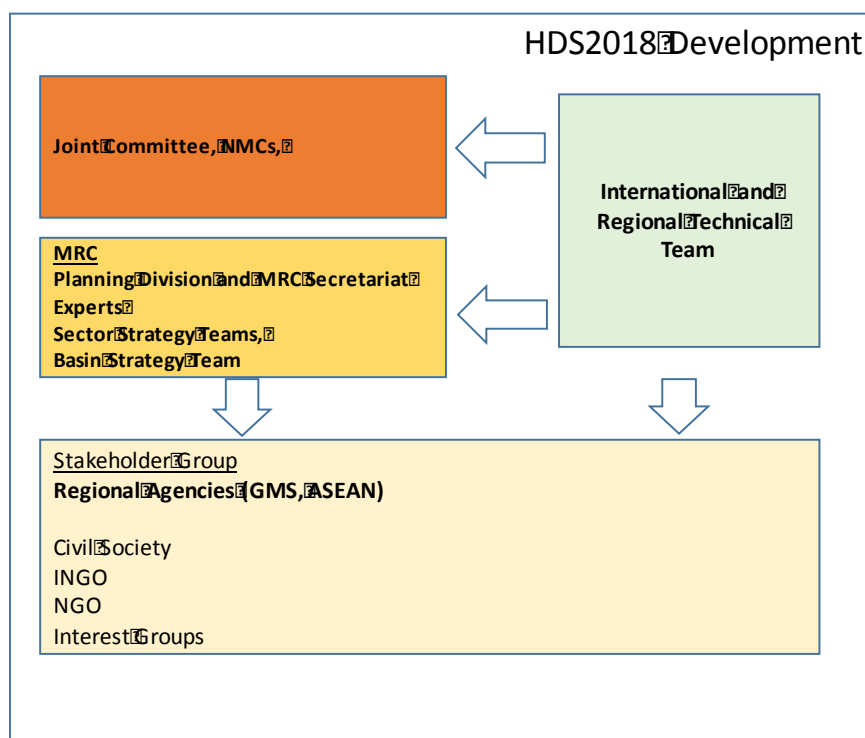 HDS2018⍰Development
Joint⍰Committee,⍰NMCs,⍰
International⍰and⍰
Regional⍰Technical⍰
Team
MRC
Planning⍰Division⍰and⍰MRC⍰Secretariat⍰
Experts⍰
Sector⍰Strategy⍰Teams,⍰
Basin⍰Strategy⍰Team
Stakeholder⍰Group
Regional⍰Agencies⍰(GMS,⍰ASEAN)
Civil⍰Society
INGO
NGO
Interest⍰Groups